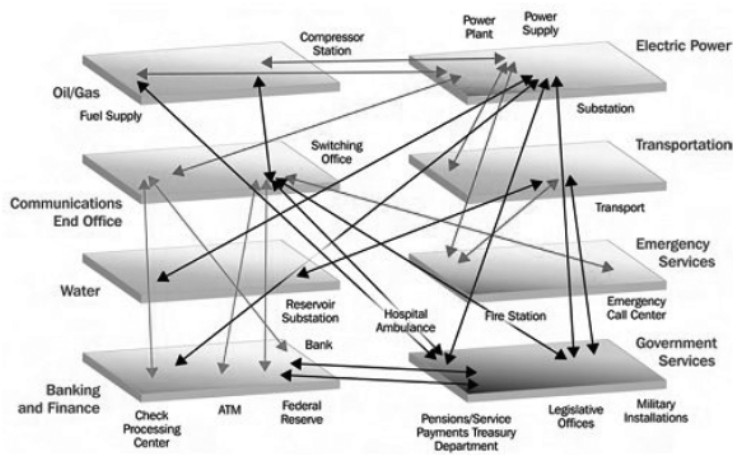 Power
Plant
Power
Supply
Compressor
Station
Electric Power
Oil/Gas
Fuel Supply
Substation
Switching
Office
Transportation
Communications
End Office
Transport
Emergency
Services
Water
Reservoir
Substation
Hospital
Ambulance
Fire Station
Emergency
Call Center
Bank
Government
Services
Banking
and Finance
Check
Processing
Center
ATM
Federal
Reserve
Pensions/Service
Payments Treasury
Department
Legislative
Offices
Military
Installations